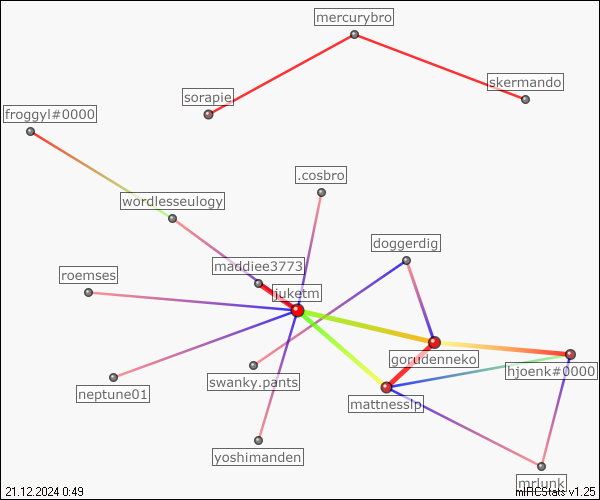 mercurybro
skermando
sorapie
froggyl#0000
.cosbro
wordlesseulogy
doggerdig
maddiee3773
roemses
juketm
gorudenneko
hjoenk#0000
swanky.pants
neptune01
mattnesslp
yoshimanden
mrlunk
21.12.2024 0:49
mIRCStats v1.25